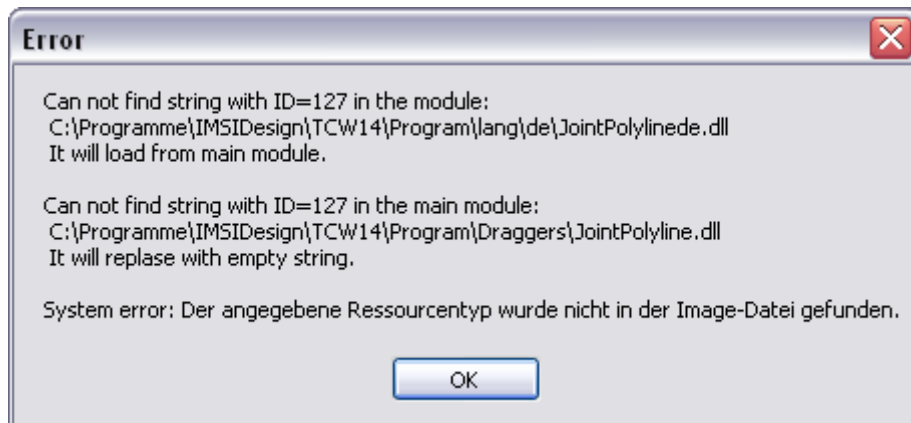 Error
Can not find string with ID=127 in the module:
C:\Programme\IMSIDesign\TCW14\Program\lang\de\JointPolylinede.dll
It will load from main module.
Can not find string with ID=127 in the main module:
C:\Programme\IMSIDesign\TCW14\Program\Draggers\JointPolyline.dll
It will replase with empty string.
System error: Der angegebene Ressourcentyp wurde nicht in der Image-Datei gefunden.
OK